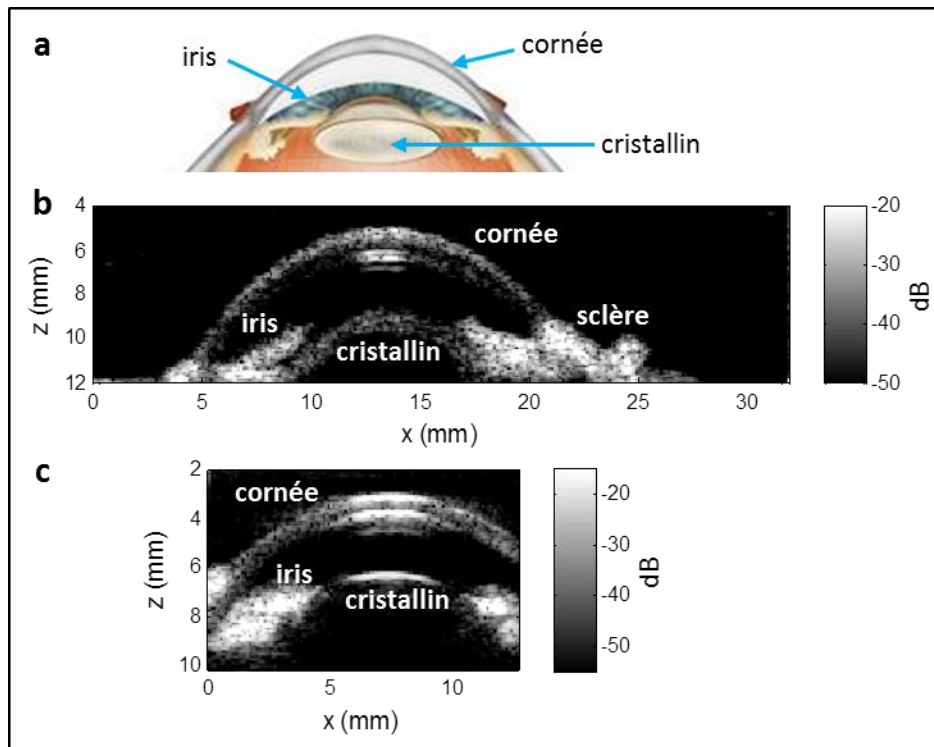 a
iris
cornée
cristallin
b
4
6
8
10
12
z (mm)
cornée
iris
cristallin
sclère
0 5 10 15 20 25 30
x (mm)
-20
-30
-40
-50
dB
c
2
4
6
8
10
z (mm)
cornée
iris
cristallin
0 5 10
x (mm)
-20
-30
-40
-50
dB